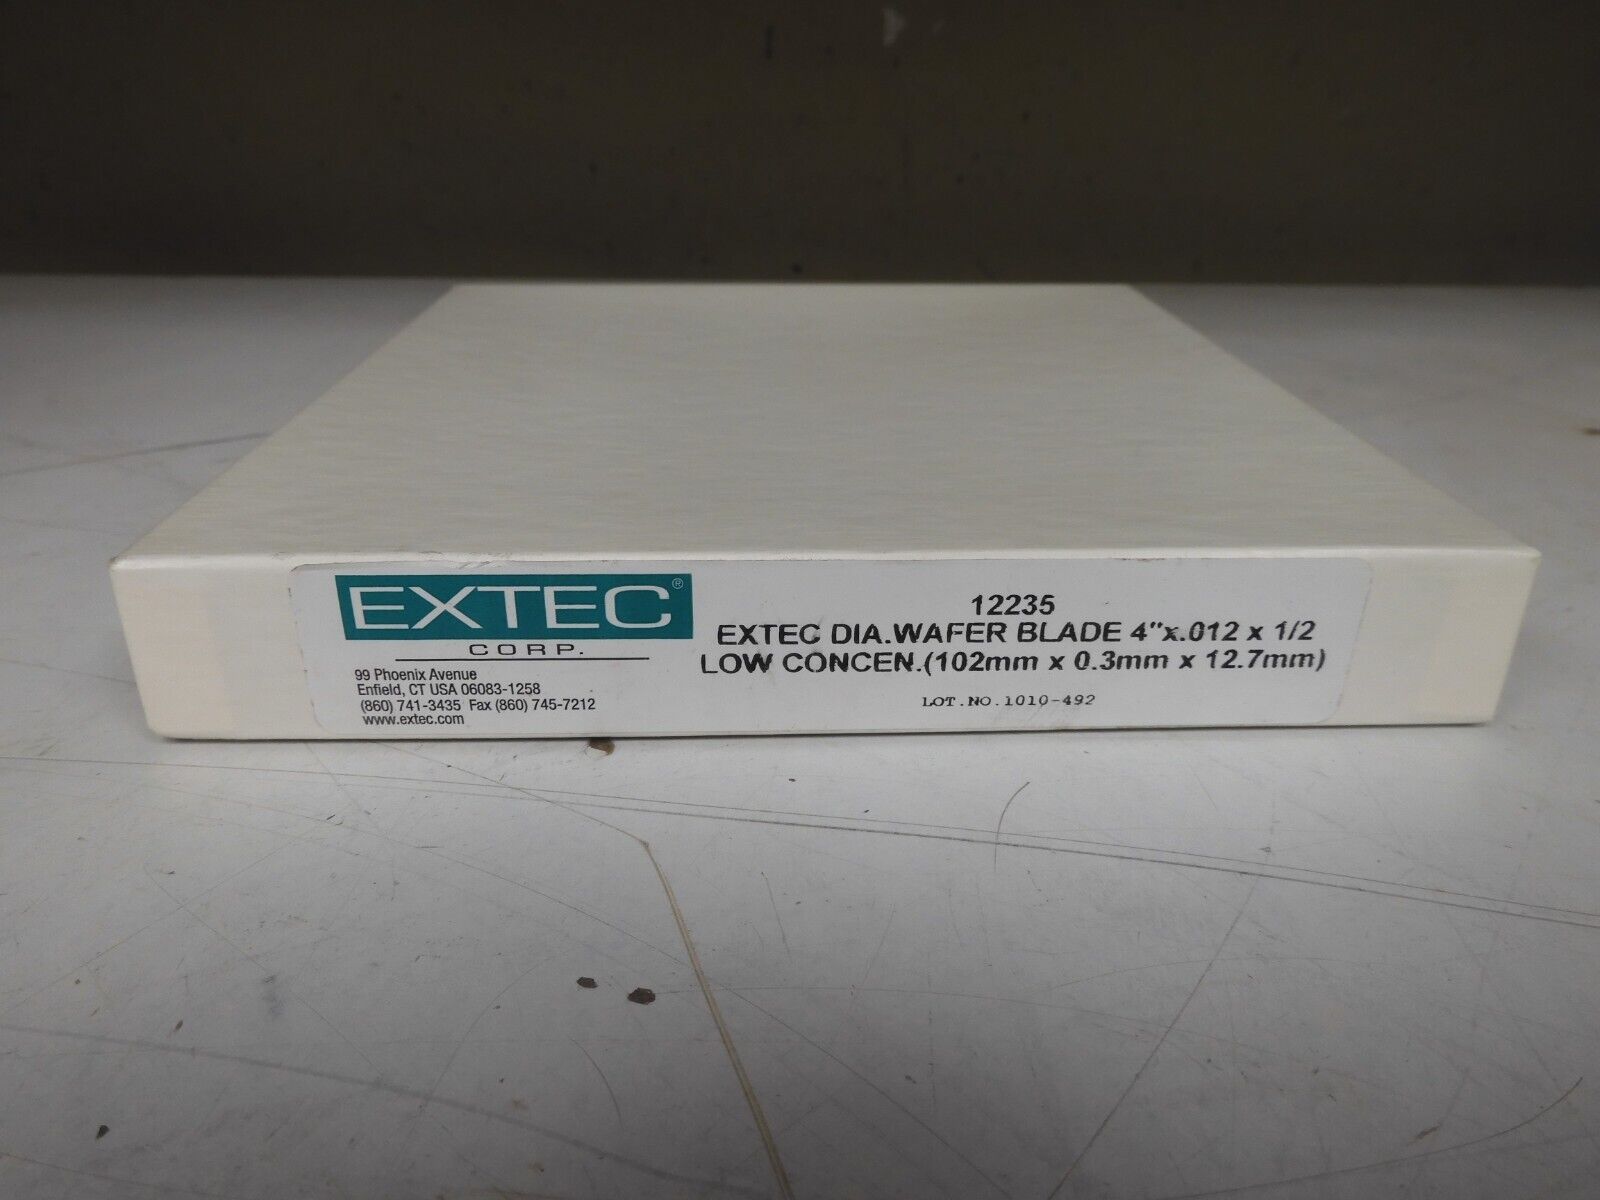 EXTEC®
CORP.
99 Phoenix Avenue
Enfield, CT USA 06083-1258
(860) 741-3435 Fax (860) 745-7212
www.extec.com
12235
EXTEC DIA.WAFER BLADE 4"x.012 x 1/2
LOW CONCEN.(102mm x 0.3mm x 12.7mm)
LOT.NO.1010-492